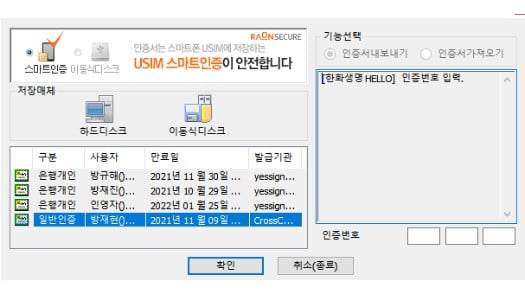 RAONSECURE
스마트인증 이동식디스크
인증서는 스마트폰 USIM에 저장하는
USIM 스마트인증이 안전합니다
저장매체
하드디스크 이동식디스크
구분 사용자 만료일 발급기관
은행개인 방규해()... 2021년 11월 30일 ... yessign...
은행개인 방재진()... 2021년 10월 29일 ... yessign...
은행개인 인영자()... 2022년 01월 25일 ... yessign...
일반인증 방재현()... 2021년 11월 09일 ... CrossC...
확인 취소(종료)
기능선택
인증서내보내기 인증서가져오기
[한화생명 HELLO] 인증번호 입력.
인증번호